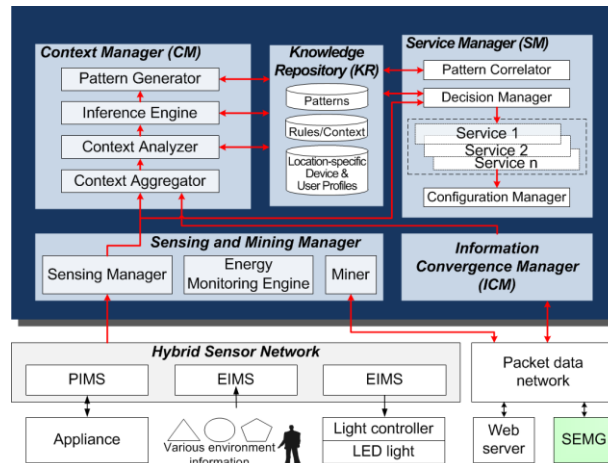 Context Manager (CM)
Pattern Generator
Inference Engine
Context Analyzer
Context Aggregator
Knowledge
Repository (KR)
Patterns
Rules/Context
Location-specific
Device &
User Profiles
Service Manager (SM)
Pattern Correlator
Decision Manager
Service 1
Service 2
Service n
Configuration Manager
Sensing and Mining Manager
Sensing Manager
Energy
Monitoring Engine
Miner
Information
Convergence Manager
(ICM)
Hybrid Sensor Network
PIMS
EIMS
EIMS
Packet data
network
Appliance
Various environment
information
Light controller
LED light
Web
server
SEMG